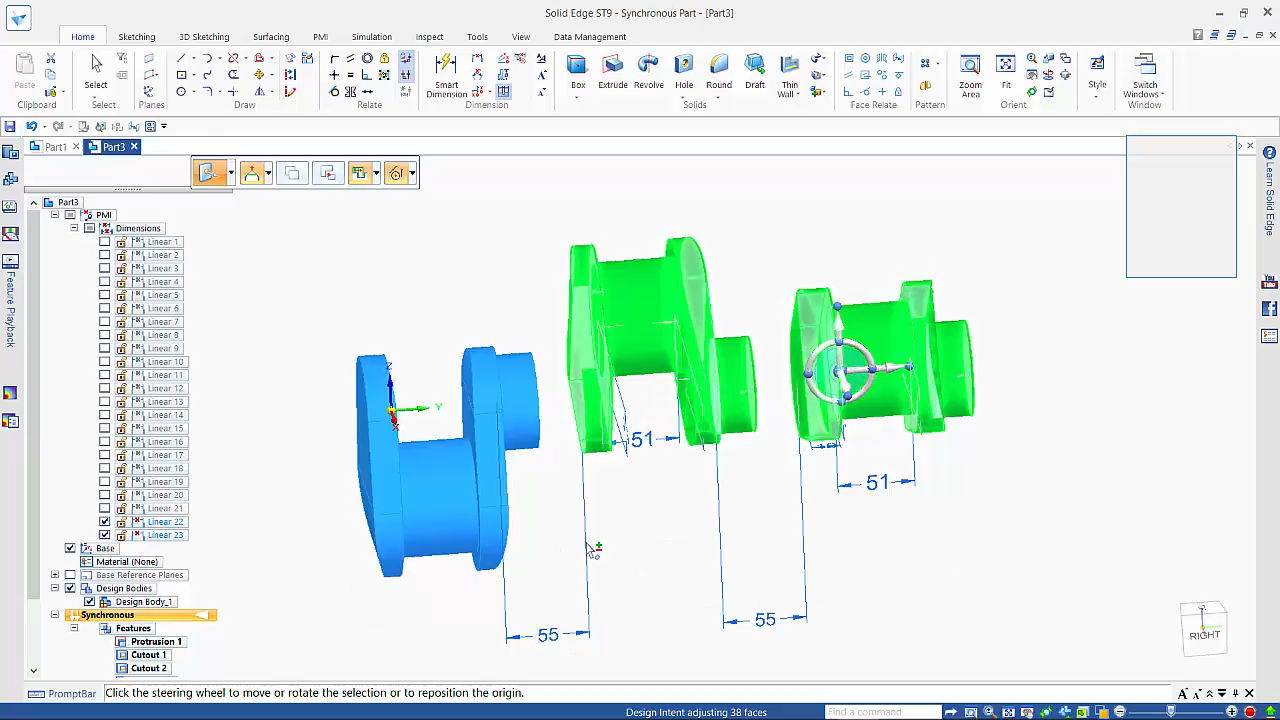 Solid Edge ST9 - Synchronous Part - [Part3]
Home Sketching 3D Sketching Surfacing PMI Simulation Inspect Tools View Data Management
Paste Select Smart Dimension Box Extrude Revolve Hole Round Draft Thin Wall Zoom Area Fit Style Switch Windows
Clipboard Select Planes Draw Relate Dimension Solids Face Relate Pattern Orient Style Window
Part1 Part3
Part3
PMI
Dimensions
Linear 1
Linear 2
Linear 3
Linear 4
Linear 5
Linear 6
Linear 7
Linear 8
Linear 9
Linear 10
Linear 11
Linear 12
Linear 13
Linear 14
Linear 15
Linear 16
Linear 17
Linear 18
Linear 19
Linear 20
Linear 21
Linear 22
Linear 23
Base
Material (None)
Base Reference Planes
Design Bodies
Design Body_1
Synchronous
Features
Protrusion 1
Cutout 1
Cutout 2
Feature Playback
Z
Y
X
51
51
55
55
RIGHT
Learn Solid Edge
You Tube
PromptBar Click the steering wheel to move or rotate the selection or to reposition the origin.
Design Intent adjusting 38 faces Find a command